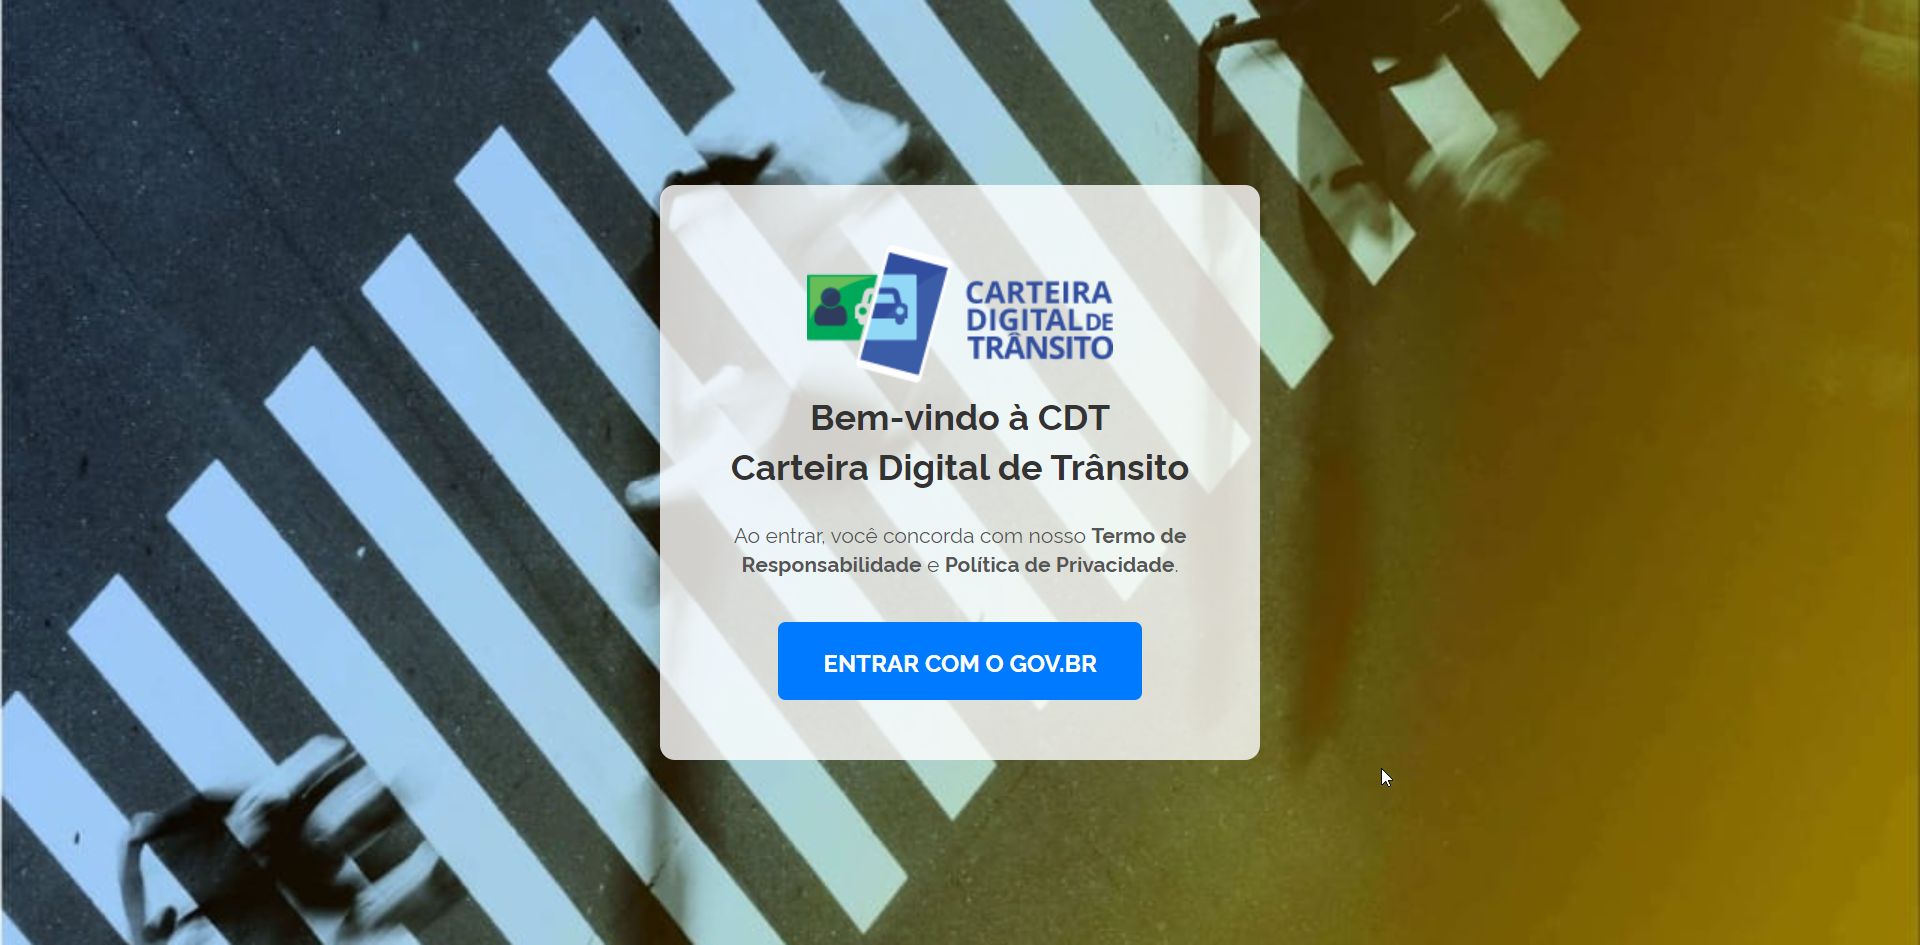 CARTEIRA
DIGITAL DE
TRÂNSITO
Bem-vindo à CDT
Carteira Digital de Trânsito
Ao entrar, você concorda com nosso Termo de
Responsabilidade e Política de Privacidade.
ENTRAR COM O GOV.BR